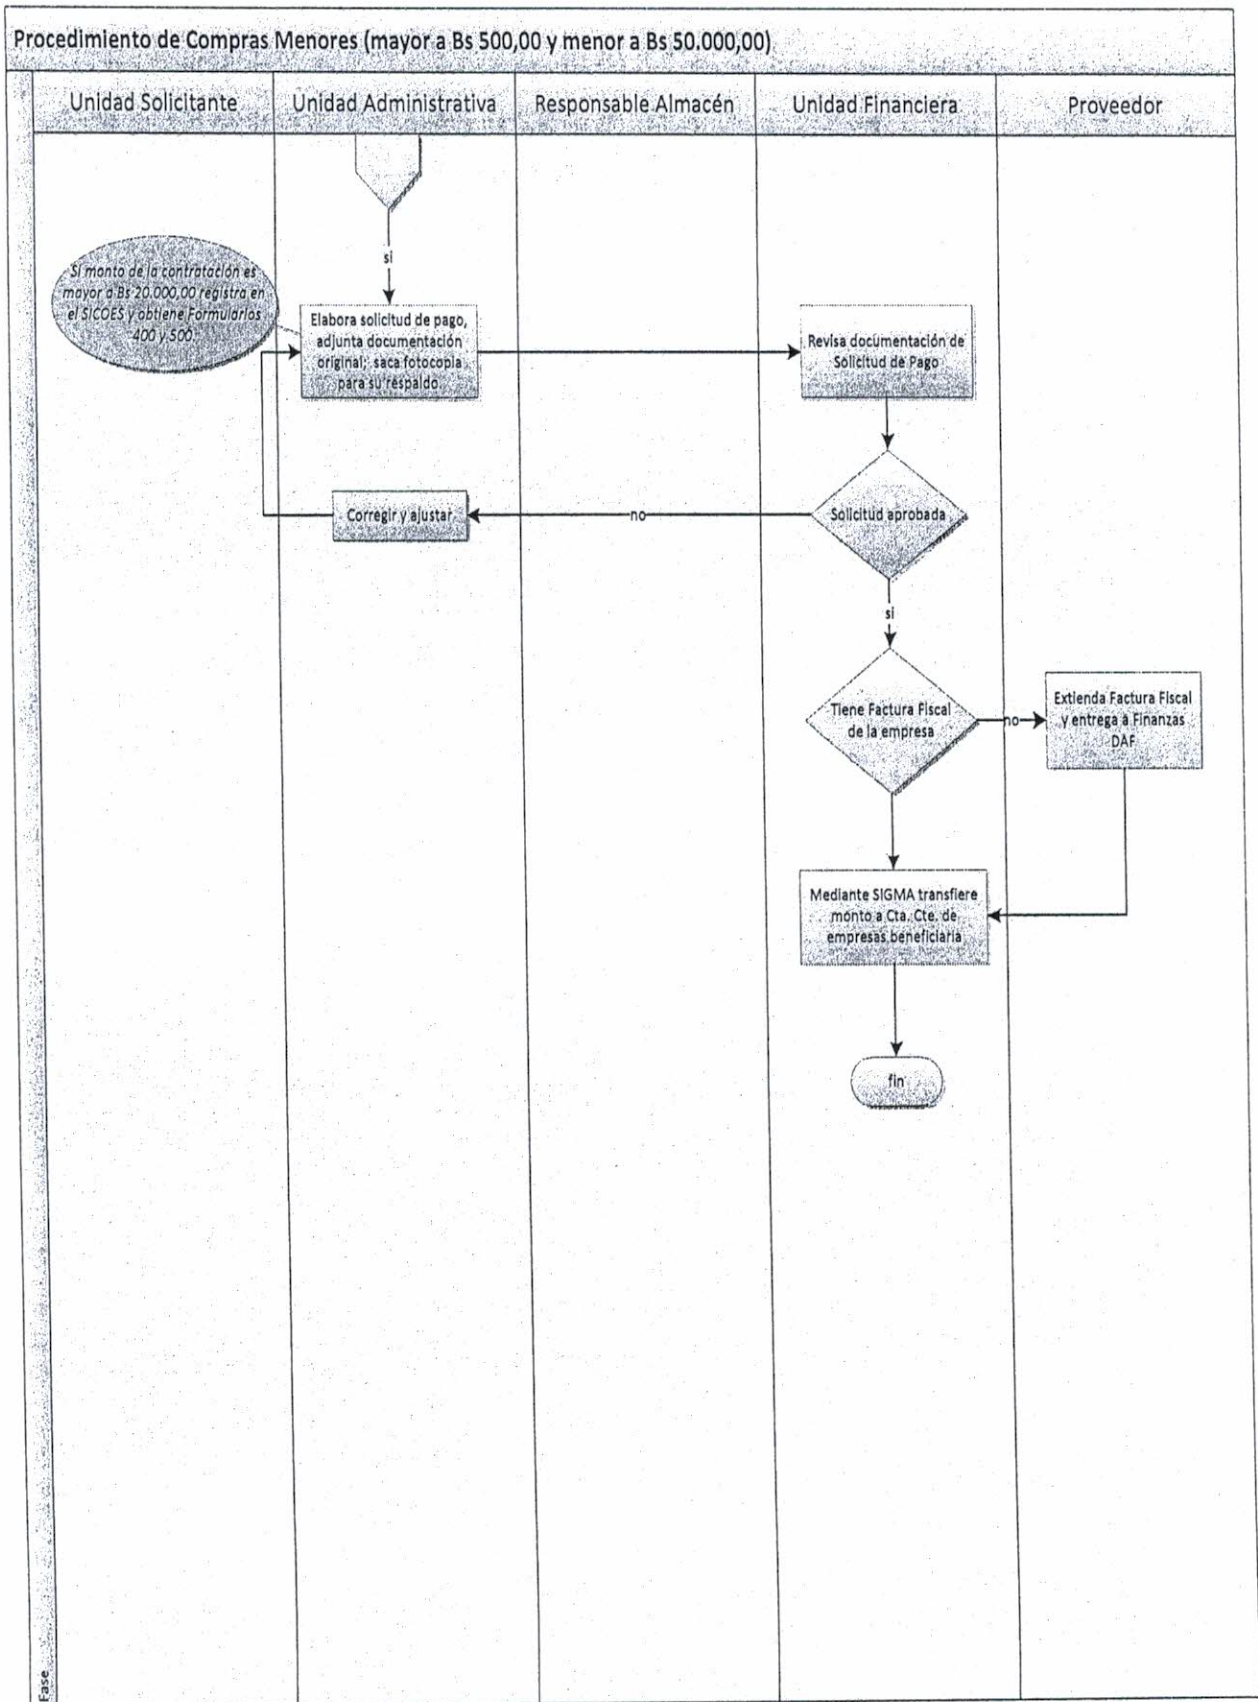 Procedimiento de Compras Menores (mayor a Bs 500,00 y menor a Bs 50.000,00)
Unidad Solicitante
Unidad Administrativa
Responsable Almacén
Unidad Financiera
Proveedor
si
Si monto de la contratación es
mayor a Bs 20.000,00 registra en
el SICOES y obtiene Formularios
400 y 500.
Elabora solicitud de pago,
adjunta documentación
original; saca fotocopia
para su respaldo.
Revisa documentación de
Solicitud de Pago
Solicitud aprobada
no
Corregir y ajustar
si
Tiene Factura Fiscal
de la empresa
no
Extienda Factura Fiscal
y entrega a Finanzas
DAF
Mediante SIGMA transfiere
monto a Cta. Cte. de
empresas beneficiaria
fin
Fase